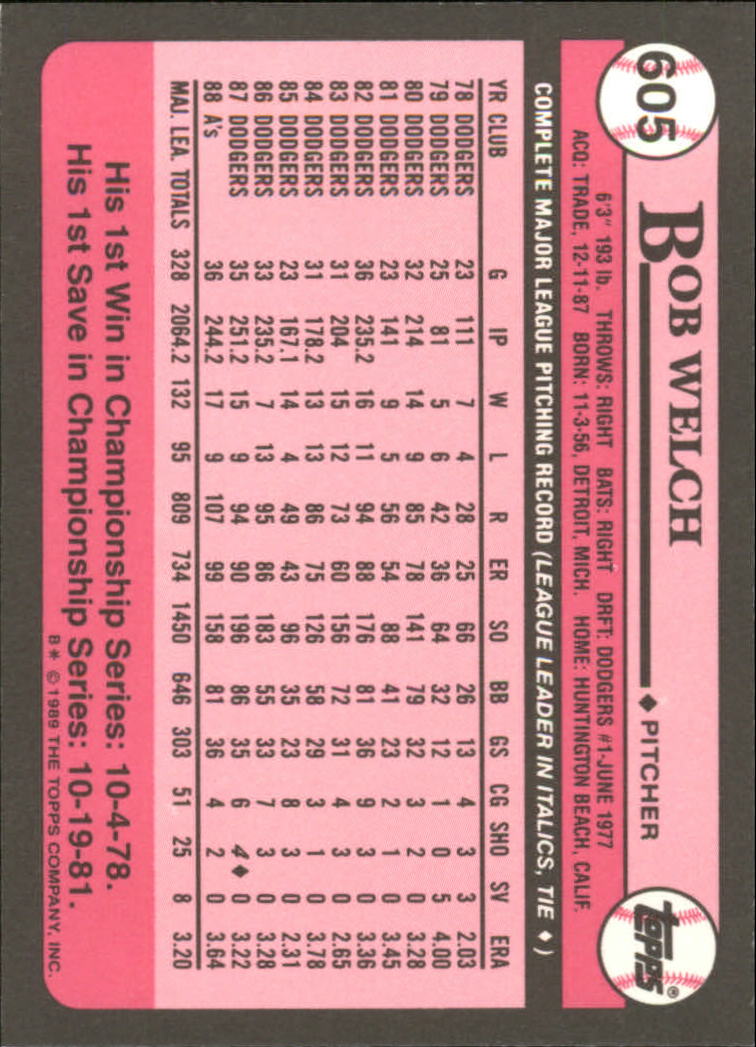 605
BOB WELCH
◆ PITCHER
topps®
6'3" 193 lb. THROWS: RIGHT BATS: RIGHT DRFT: DODGERS #1-JUNE 1977
ACQ: TRADE, 12-11-87 BORN: 11-3-56, DETROIT, MICH. HOME: HUNTINGTON BEACH, CALIF
COMPLETE MAJOR LEAGUE PITCHING RECORD (LEAGUE LEADER IN ITALICS, TIE ◆)
YR CLUB G IP W L R ER SO BB GS CG SHO SV ERA
78 DODGERS 23 111 7 4 28 25 66 26 13 4 3 3 2.03
79 DODGERS 25 81 5 6 42 36 64 32 12 1 0 5 4.00
80 DODGERS 32 214 14 9 85 78 141 79 32 3 2 0 3.28
81 DODGERS 23 141 9 5 56 54 88 41 23 2 1 0 3.45
82 DODGERS 36 235.2 16 11 94 88 176 81 36 9 3 0 3.36
83 DODGERS 31 204 15 12 73 60 156 72 31 4 3 0 2.65
84 DODGERS 31 178.2 13 13 86 75 126 58 29 3 1 0 3.78
85 DODGERS 23 167.1 14 4 49 43 96 35 23 8 3 0 2.31
86 DODGERS 33 235.2 7 13 95 86 183 55 33 7 3 0 3.28
87 DODGERS 35 251.2 15 9 94 90 196 86 35 6 4◆ 0 3.22
88 A's 36 244.2 17 9 107 99 158 81 36 4 2 0 3.64
MAJ. LEA. TOTALS 328 2064.2 132 95 809 734 1450 646 303 51 25 8 3.20
His 1st Win in Championship Series: 10-4-78.
His 1st Save in Championship Series: 10-19-81.
B* © 1989 THE TOPPS COMPANY, INC.